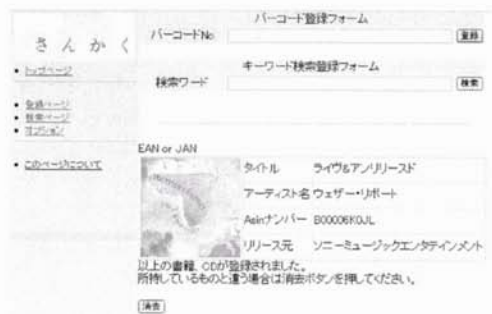 さんかく
トップページ
登録ページ
検索ページ
オプション
このページについて
バーコード登録フォーム
バーコードNo
登録
キーワード検索登録フォーム
検索ワード
検索
EAN or JAN
タイトル ライヴ&アンリリースド
アーティスト名 ウェザー・リポート
Asinナンバー B00006K0JL
リリース元 ソニーミュージックエンタテインメント
以上の書籍、CDが登録されました。
所持しているものと違う場合は消去ボタンを押してください。
消去